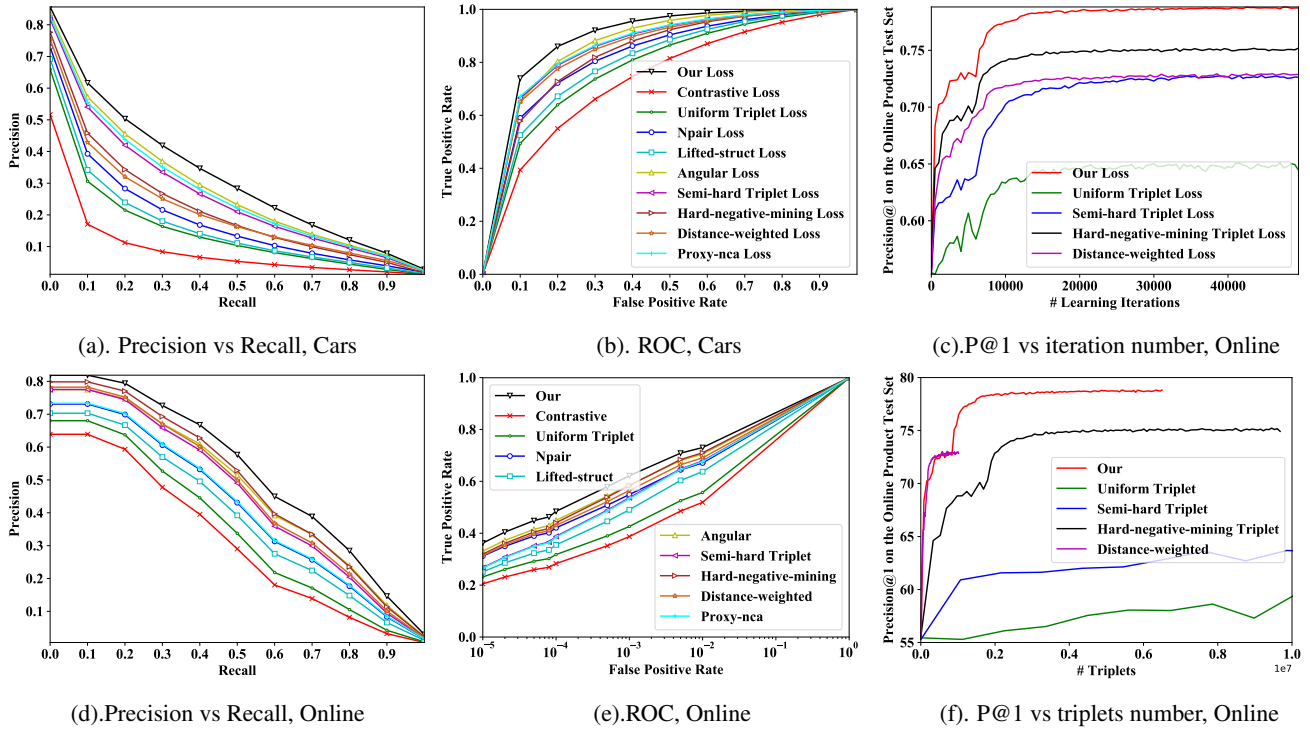 0.8
0.7
0.6
0.5
0.4
0.3
0.2
0.1
Precision
0.0 0.1 0.2 0.3 0.4 0.5 0.6 0.7 0.8 0.9
Recall
(a). Precision vs Recall, Cars
1.0
0.8
0.6
0.4
0.2
0.0
True Positive Rate
Our Loss
Contrastive Loss
Uniform Triplet Loss
Npair Loss
Lifted-struct Loss
Angular Loss
Semi-hard Triplet Loss
Hard-negative-mining Loss
Distance-weighted Loss
Proxy-nca Loss
0.0 0.1 0.2 0.3 0.4 0.5 0.6 0.7 0.8 0.9
False Positive Rate
(b). ROC, Cars
0.75
0.70
0.65
0.60
Precision@1 on the Online Product Test Set
Our Loss
Uniform Triplet Loss
Semi-hard Triplet Loss
Hard-negative-mining Triplet Loss
Distance-weighted Loss
10000 20000 30000 40000
# Learning Iterations
(c).P@1 vs iteration number, Online
0.8
0.7
0.6
0.5
0.4
0.3
0.2
0.1
Precision
0.0 0.1 0.2 0.3 0.4 0.5 0.6 0.7 0.8 0.9
Recall
(d).Precision vs Recall, Online
1.0
0.8
0.6
0.4
0.2
0.0
True Positive Rate
Our
Contrastive
Uniform Triplet
Npair
Lifted-struct
Angular
Semi-hard Triplet
Hard-negative-mining
Distance-weighted
Proxy-nca
10⁻⁵ 10⁻⁴ 10⁻³ 10⁻² 10⁻¹ 10⁰
False Positive Rate
(e).ROC, Online
80
75
70
65
60
55
Precision@1 on the Online Product Test Set
Our
Uniform Triplet
Semi-hard Triplet
Hard-negative-mining Triplet
Distance-weighted
0.0 0.2 0.4 0.6 0.8 1.0
1e7
# Triplets
(f). P@1 vs triplets number, Online